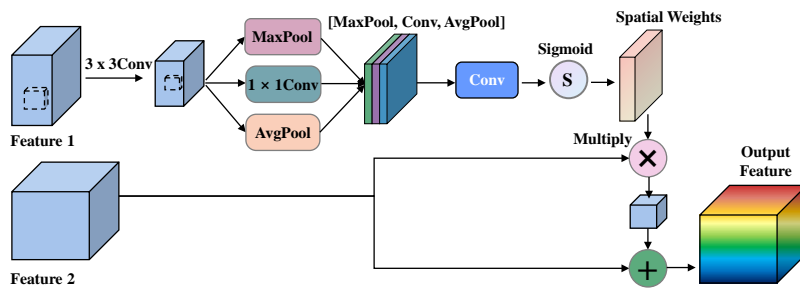 [MaxPool, Conv, AvgPool]
Spatial Weights
MaxPool
3 x 3Conv
Sigmoid
1 × 1Conv
Conv
S
AvgPool
Feature 1
Multiply
×
Output
Feature
Feature 2
+